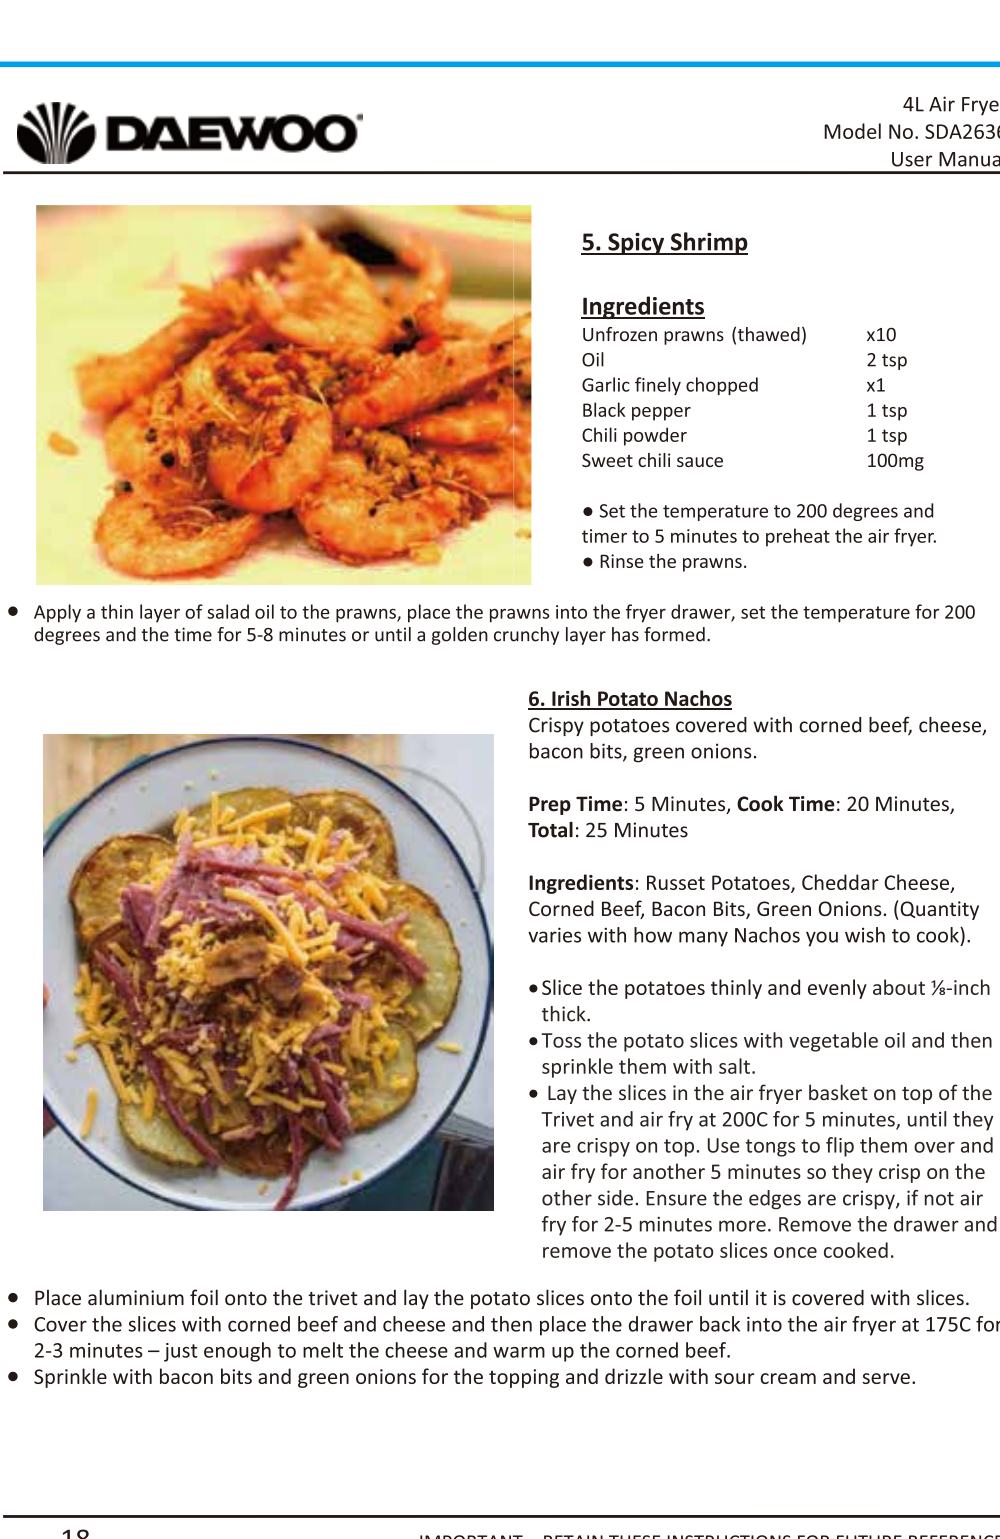 DAEWOO
4L Air Frye
Model No. SDA2636
User Manua
5. Spicy Shrimp
Ingredients
Unfrozen prawns (thawed) x10
Oil 2 tsp
Garlic finely chopped x1
Black pepper 1 tsp
Chili powder 1 tsp
Sweet chili sauce 100mg
● Set the temperature to 200 degrees and
timer to 5 minutes to preheat the air fryer.
● Rinse the prawns.
● Apply a thin layer of salad oil to the prawns, place the prawns into the fryer drawer, set the temperature for 200
degrees and the time for 5-8 minutes or until a golden crunchy layer has formed.
6. Irish Potato Nachos
Crispy potatoes covered with corned beef, cheese,
bacon bits, green onions.
Prep Time: 5 Minutes, Cook Time: 20 Minutes,
Total: 25 Minutes
Ingredients: Russet Potatoes, Cheddar Cheese,
Corned Beef, Bacon Bits, Green Onions. (Quantity
varies with how many Nachos you wish to cook).
● Slice the potatoes thinly and evenly about ⅛-inch
thick.
● Toss the potato slices with vegetable oil and then
sprinkle them with salt.
● Lay the slices in the air fryer basket on top of the
Trivet and air fry at 200C for 5 minutes, until they
are crispy on top. Use tongs to flip them over and
air fry for another 5 minutes so they crisp on the
other side. Ensure the edges are crispy, if not air
fry for 2-5 minutes more. Remove the drawer and
remove the potato slices once cooked.
● Place aluminium foil onto the trivet and lay the potato slices onto the foil until it is covered with slices.
● Cover the slices with corned beef and cheese and then place the drawer back into the air fryer at 175C for
2-3 minutes – just enough to melt the cheese and warm up the corned beef.
● Sprinkle with bacon bits and green onions for the topping and drizzle with sour cream and serve.
18
IMPORTANT – RETAIN THESE INSTRUCTIONS FOR FUTURE REFERENCE